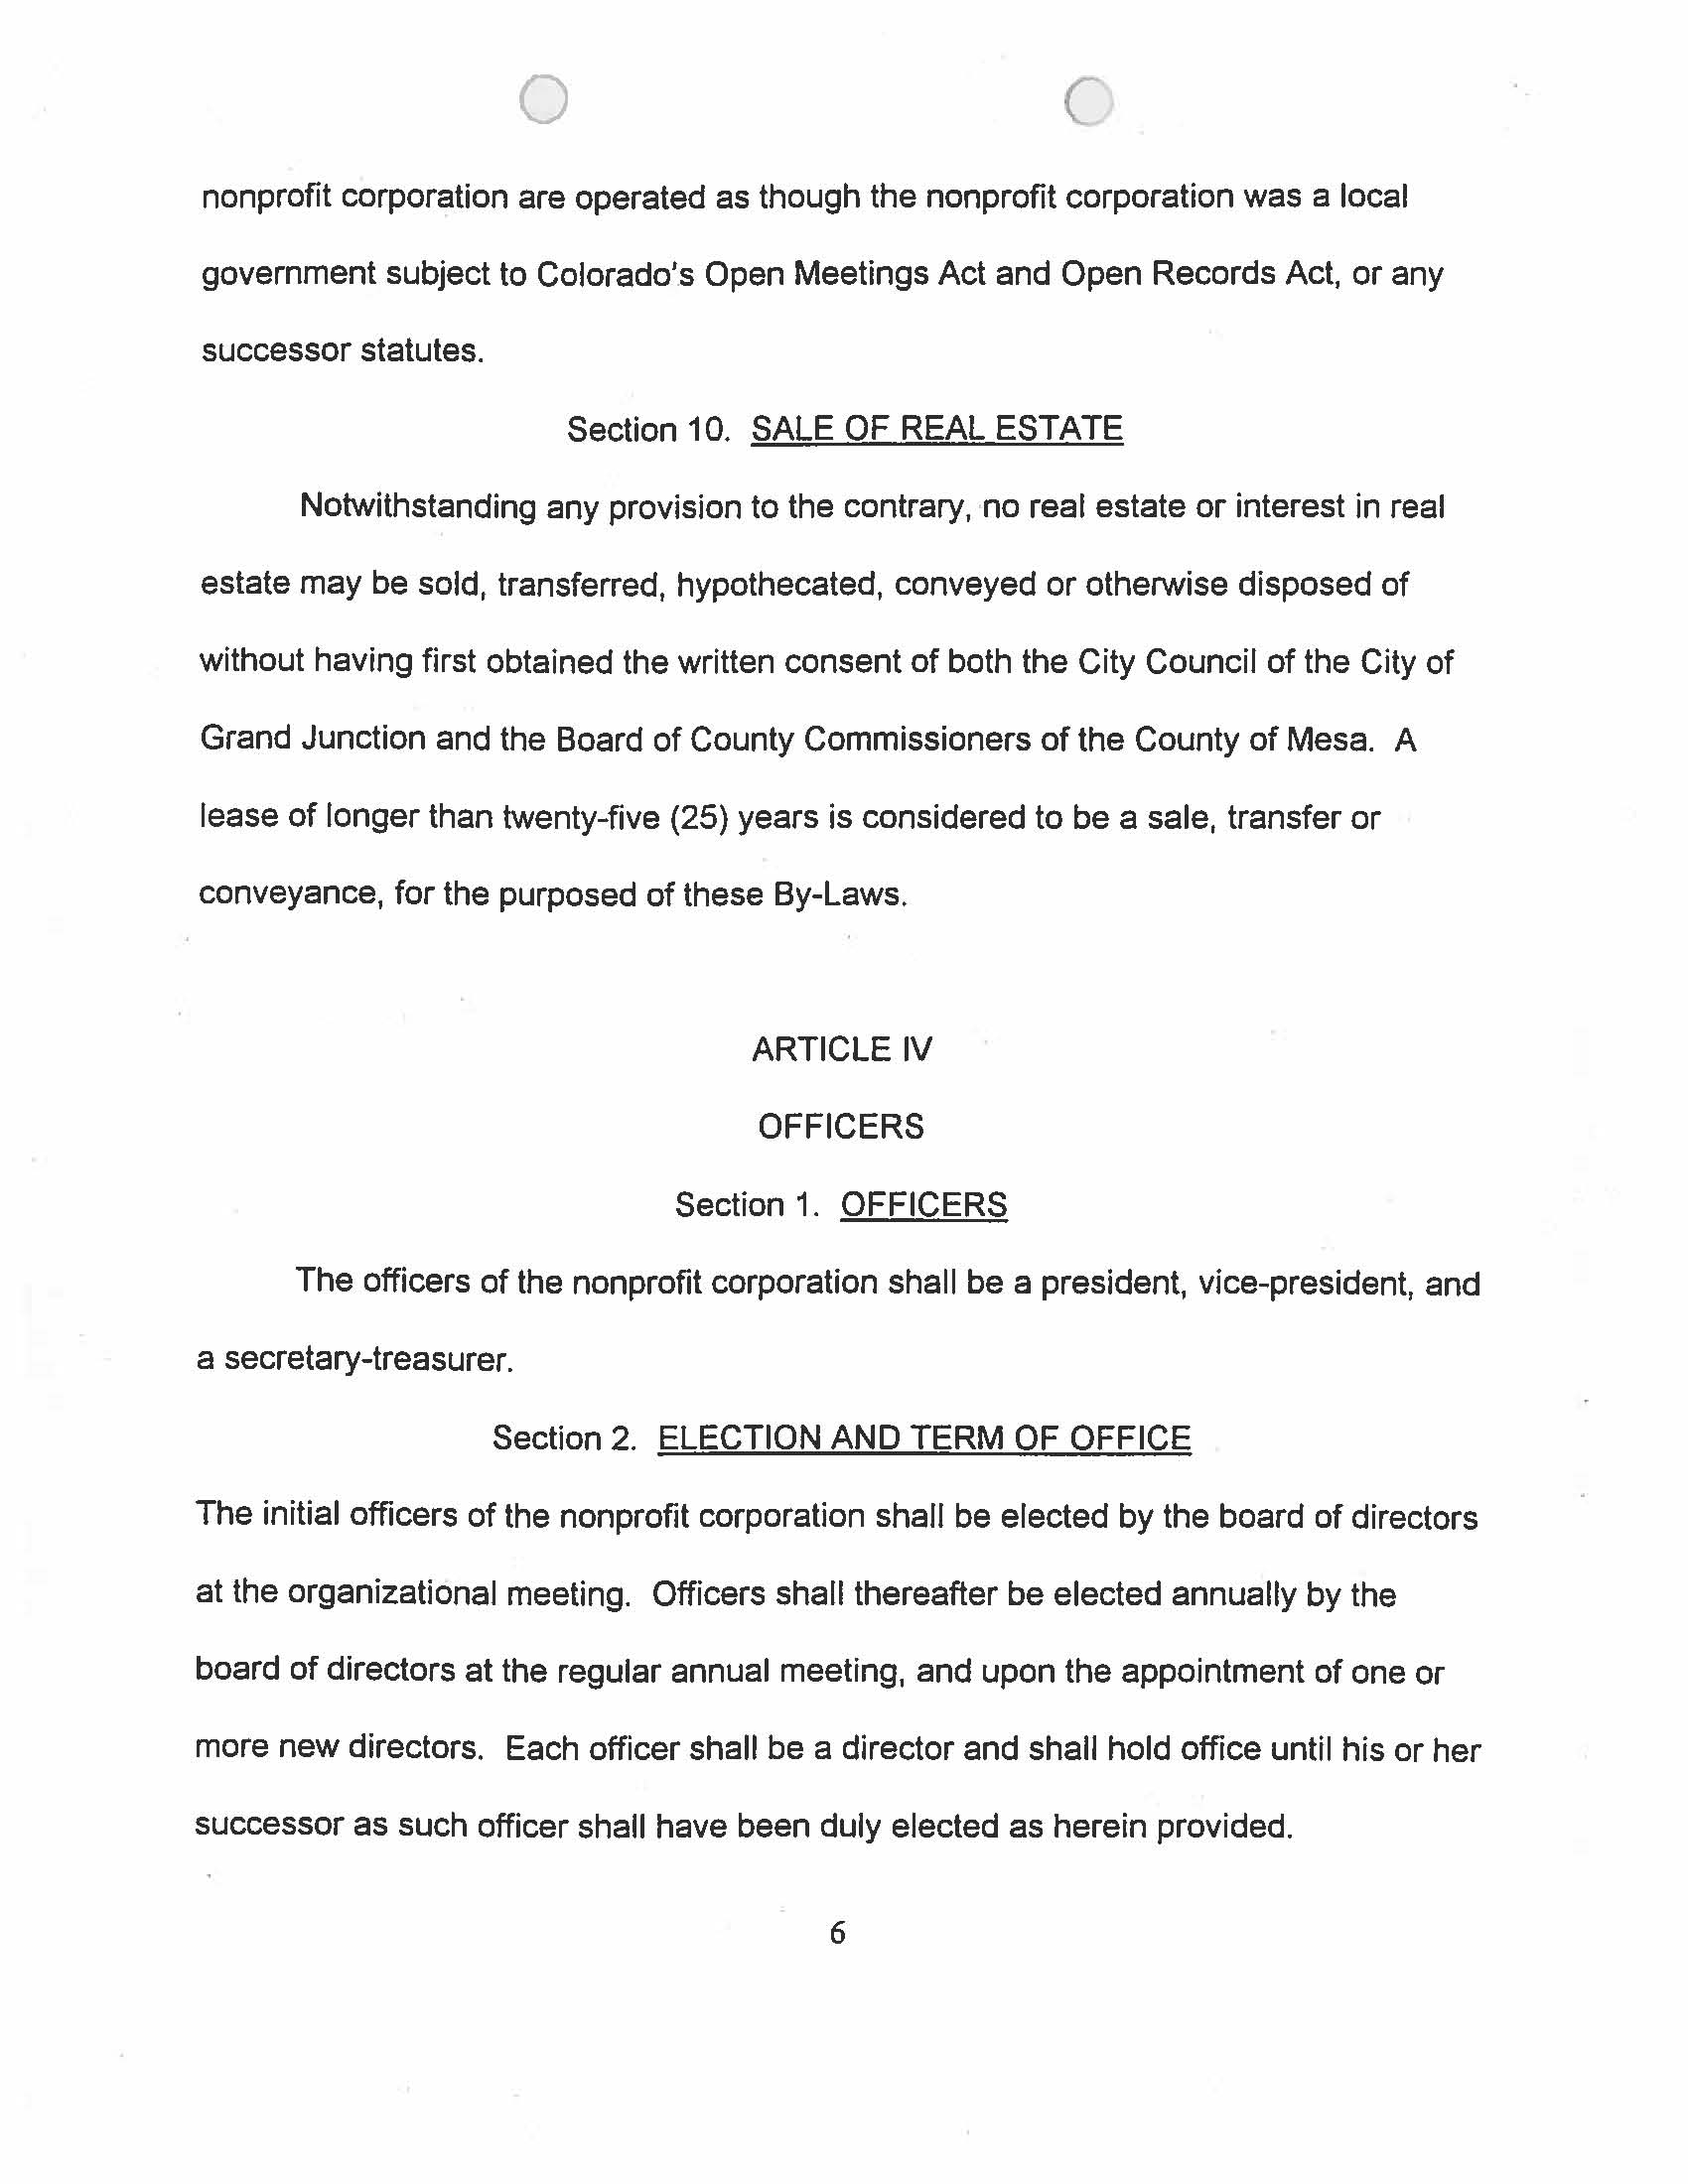 nonprofit corporation are operated as though the nonprofit corporation was a local
government subject to Colorado's Open Meetings Act and Open Records Act, or any
successor statutes.
Section 10. SALE OF REAL ESTATE
Notwithstanding any provision to the contrary, no real estate or interest in real
estate may be sold, transferred, hypothecated, conveyed or otherwise disposed of
without having first obtained the written consent of both the City Council of the City of
Grand Junction and the Board of County Commissioners of the County of Mesa. A
lease of longer than twenty-five (25) years is considered to be a sale, transfer or
conveyance, for the purposed of these By-Laws.
ARTICLE IV
OFFICERS
Section 1. OFFICERS
The officers of the nonprofit corporation shall be a president, vice-president, and
a secretary-treasurer.
Section 2. ELECTION AND TERM OF OFFICE
The initial officers of the nonprofit corporation shall be elected by the board of directors
at the organizational meeting. Officers shall thereafter be elected annually by the
board of directors at the regular annual meeting, and upon the appointment of one or
more new directors. Each officer shall be a director and shall hold office until his or her
successor as such officer shall have been duly elected as herein provided.
6